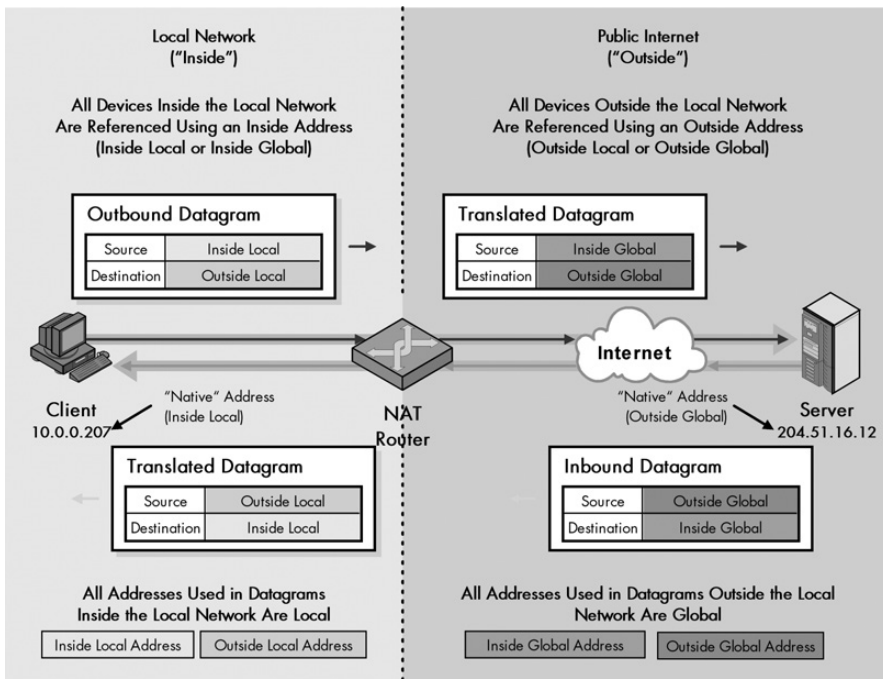 Local Network
("Inside")
Public Internet
("Outside")
All Devices Inside the Local Network
Are Referenced Using an Inside Address
(Inside Local or Inside Global)
All Devices Outside the Local Network
Are Referenced Using an Outside Address
(Outside Local or Outside Global)
Outbound Datagram
Source Inside Local
Destination Outside Local
Translated Datagram
Source Inside Global
Destination Outside Global
Internet
Client
10.0.0.207
"Native" Address
(Inside Local)
NAT
Router
"Native" Address
(Outside Global)
Server
204.51.16.12
Translated Datagram
Source Outside Local
Destination Inside Local
Inbound Datagram
Source Outside Global
Destination Inside Global
All Addresses Used in Datagrams
Inside the Local Network Are Local
Inside Local Address
Outside Local Address
All Addresses Used in Datagrams Outside the Local
Network Are Global
Inside Global Address
Outside Global Address